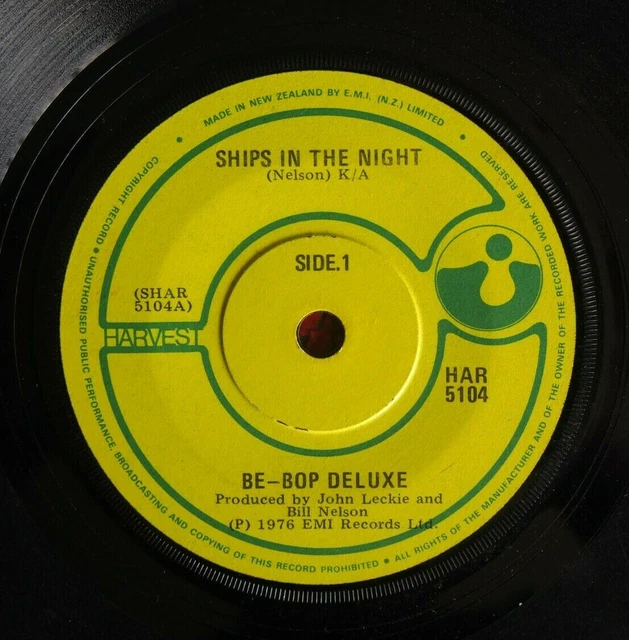 MADE IN NEW ZEALAND BY E.M.I. (N.Z.) LIMITED
SHIPS IN THE NIGHT
(Nelson) K/A
SIDE.1
(SHAR
5104A)
HARVEST
HAR
5104
BE–BOP DELUXE
Produced by John Leckie and
Bill Nelson
(P) 1976 EMI Records Ltd.
• ALL RIGHTS OF THE MANUFACTURER AND OF THE OWNER OF THE RECORDED WORK ARE RESERVED •
COPYRIGHT RECORD • UNAUTHORISED PUBLIC PERFORMANCE, BROADCASTING AND COPYING OF THIS RECORD PROHIBITED